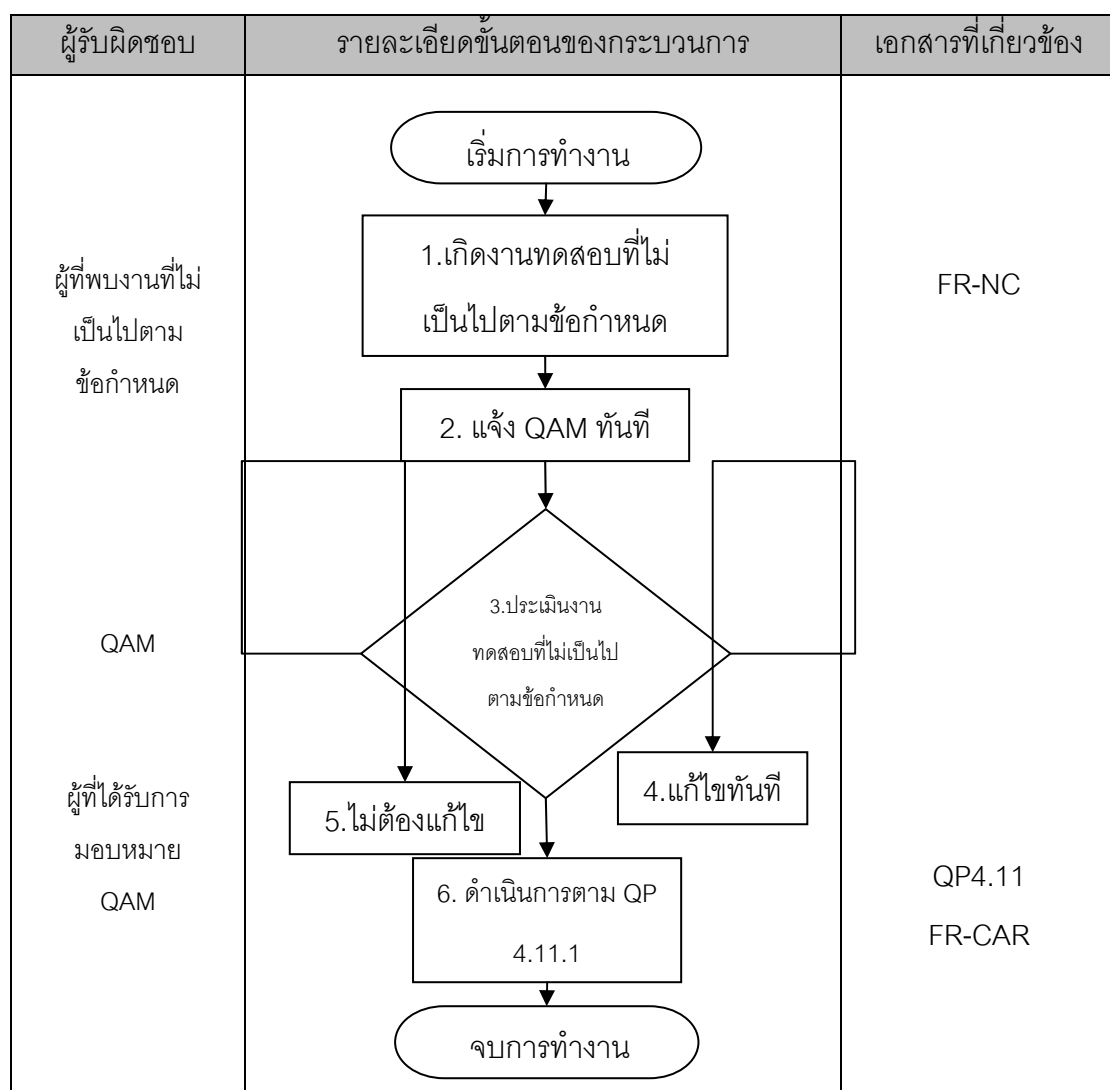 ผู้รับผิดชอบ
รายละเอียดขั้นตอนของกระบวนการ
เอกสารที่เกี่ยวข้อง
เริ่มการทำงาน
ผู้ที่พบงานที่ไม่
เป็นไปตาม
ข้อกำหนด
1.เกิดงานทดสอบที่ไม่
เป็นไปตามข้อกำหนด
FR-NC
2. แจ้ง QAM ทันที
QAM
3.ประเมินงาน
ทดสอบที่ไม่เป็นไป
ตามข้อกำหนด
ผู้ที่ได้รับการ
มอบหมาย
QAM
5.ไม่ต้องแก้ไข
4.แก้ไขทันที
6. ดำเนินการตาม QP
4.11.1
QP4.11
FR-CAR
จบการทำงาน